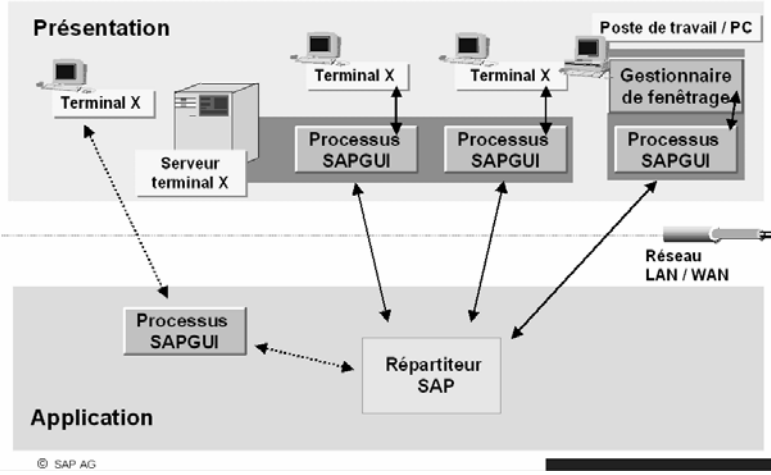 Présentation
Poste de travail / PC
Terminal X
Terminal X
Terminal X
Gestionnaire
de fenêtrage
Serveur
terminal X
Processus
SAPGUI
Processus
SAPGUI
Processus
SAPGUI
Réseau
LAN / WAN
Processus
SAPGUI
Répartiteur
SAP
Application
© SAP AG